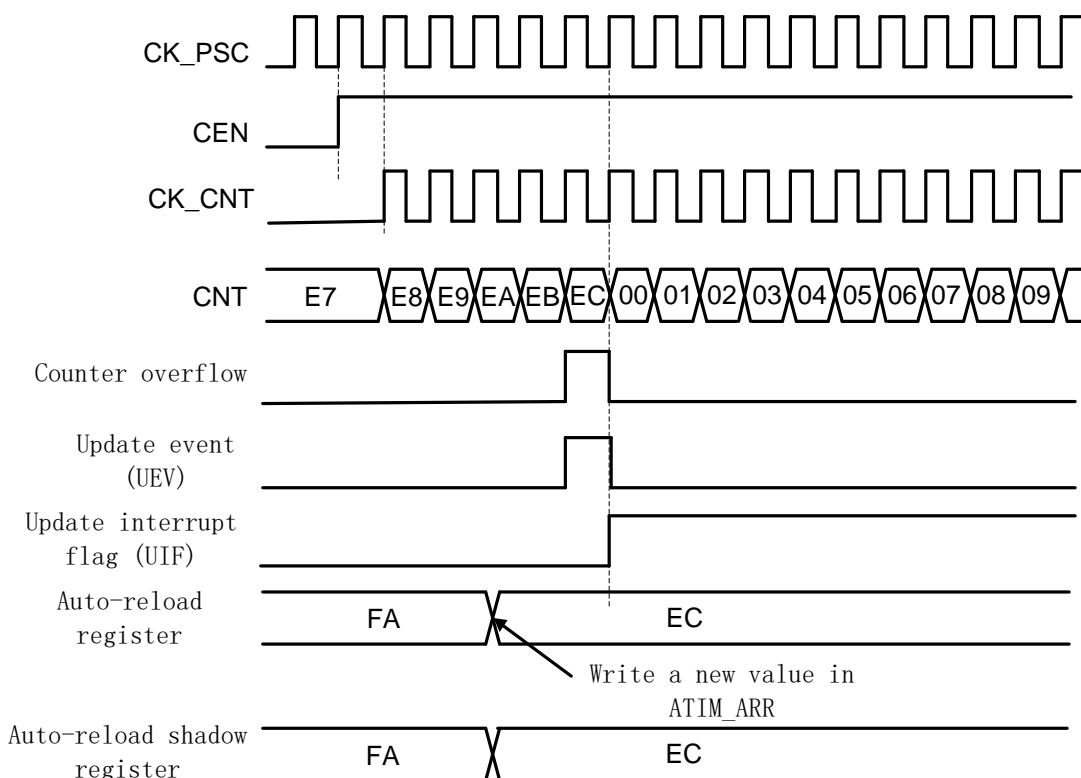 CK_PSC
CEN
CK_CNT
CNT E7 E8 E9 EA EB EC 00 01 02 03 04 05 06 07 08 09
Counter overflow
Update event
(UEV)
Update interrupt
flag (UIF)
Auto-reload
register
FA EC
Write a new value in
ATIM_ARR
Auto-reload shadow
register
FA EC